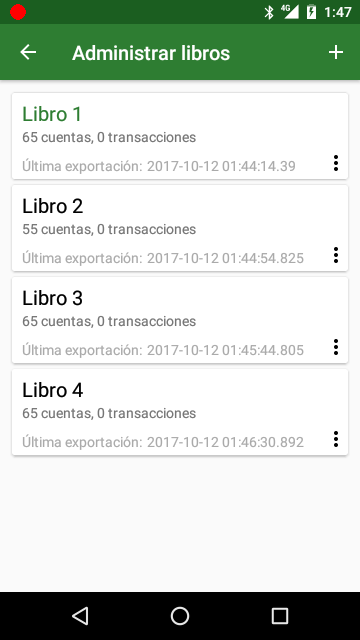 4G 1:47
Administrar libros
Libro 1
65 cuentas, 0 transacciones
Última exportación: 2017-10-12 01:44:14.39
Libro 2
55 cuentas, 0 transacciones
Última exportación: 2017-10-12 01:44:54.825
Libro 3
65 cuentas, 0 transacciones
Última exportación: 2017-10-12 01:45:44.805
Libro 4
65 cuentas, 0 transacciones
Última exportación: 2017-10-12 01:46:30.892